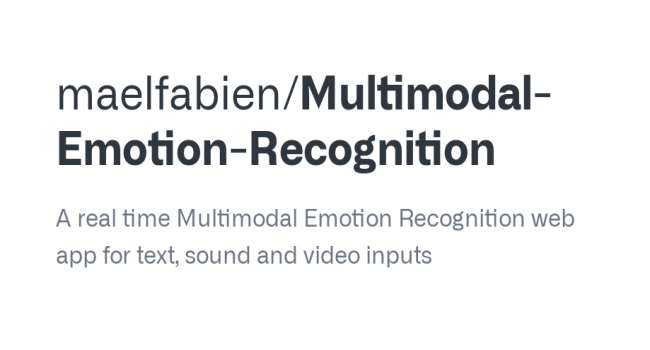 maelfabien/Multimodal-
Emotion-Recognition
A real time Multimodal Emotion Recognition web
app for text, sound and video inputs